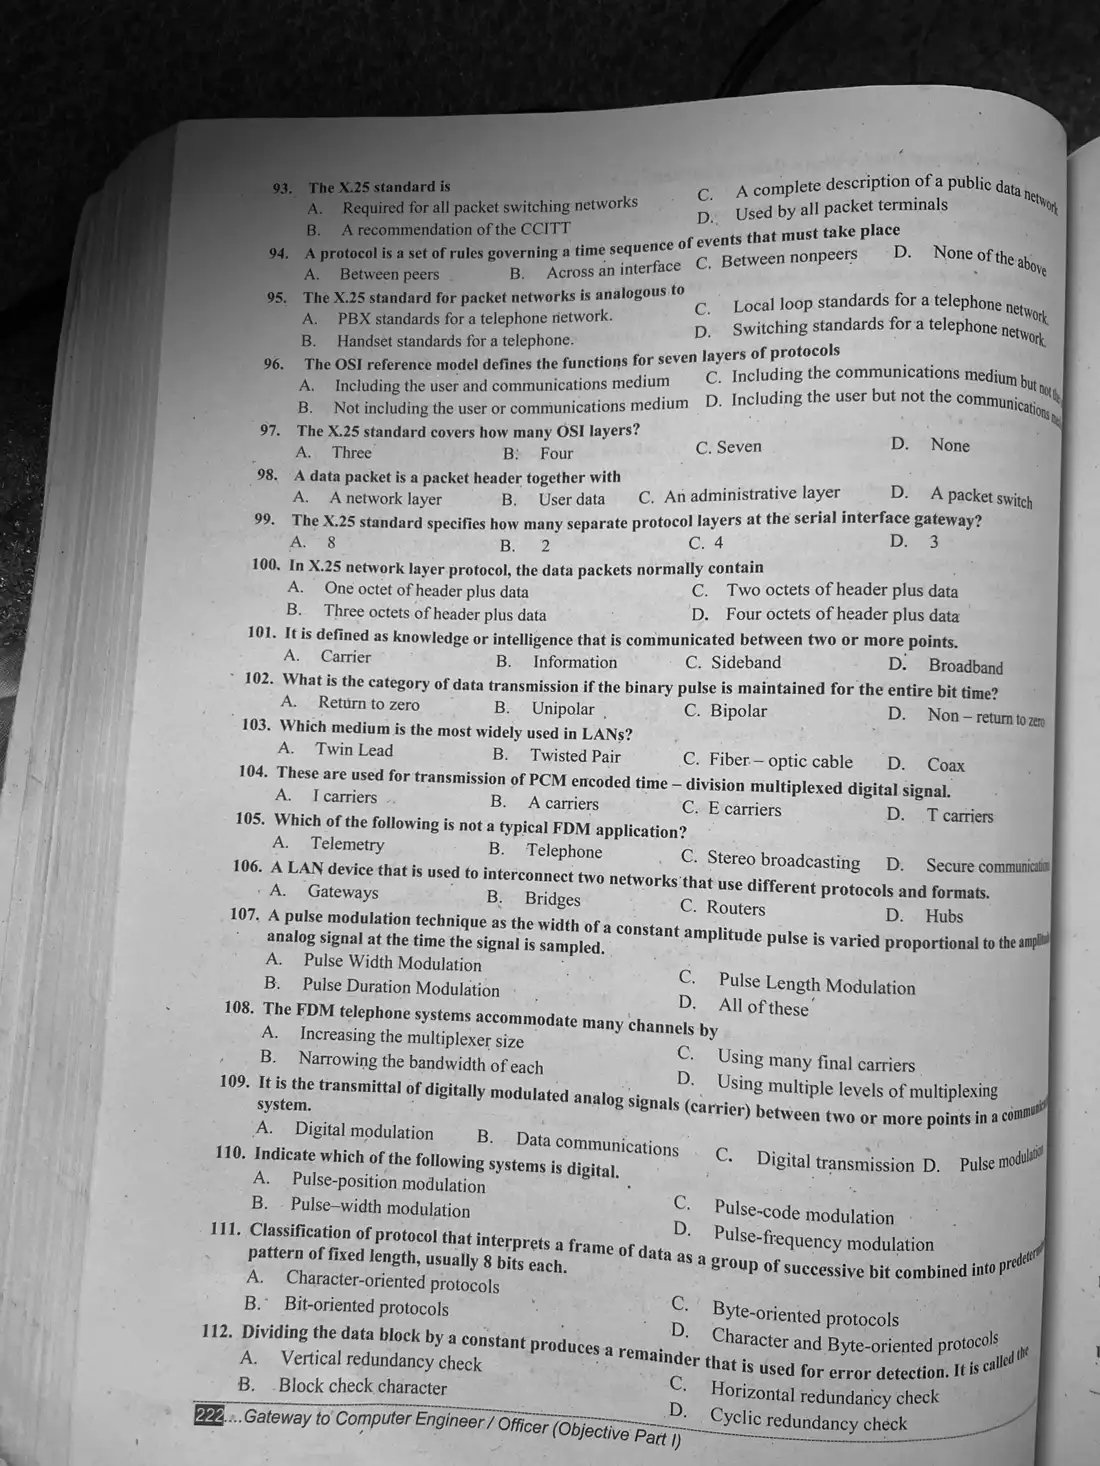 93. The X.25 standard is
A. Required for all packet switching networks
B. A recommendation of the CCITT
C. A complete description of a public data network
D. Used by all packet terminals
94. A protocol is a set of rules governing a time sequence of events that must take place
A. Between peers B. Across an interface C. Between nonpeers D. None of the above
95. The X.25 standard for packet networks is analogous to
A. PBX standards for a telephone network.
B. Handset standards for a telephone.
C. Local loop standards for a telephone network.
D. Switching standards for a telephone network.
96. The OSI reference model defines the functions for seven layers of protocols
A. Including the user and communications medium
B. Not including the user or communications medium
C. Including the communications medium but not the
D. Including the user but not the communications
97. The X.25 standard covers how many OSI layers?
A. Three B. Four C. Seven D. None
98. A data packet is a packet header together with
A. A network layer B. User data C. An administrative layer D. A packet switch
99. The X.25 standard specifies how many separate protocol layers at the serial interface gateway?
A. 8 B. 2 C. 4 D. 3
100. In X.25 network layer protocol, the data packets normally contain
A. One octet of header plus data
B. Three octets of header plus data
C. Two octets of header plus data
D. Four octets of header plus data
101. It is defined as knowledge or intelligence that is communicated between two or more points.
A. Carrier B. Information C. Sideband D. Broadband
102. What is the category of data transmission if the binary pulse is maintained for the entire bit time?
A. Return to zero B. Unipolar C. Bipolar D. Non – return to zero
103. Which medium is the most widely used in LANs?
A. Twin Lead B. Twisted Pair C. Fiber – optic cable D. Coax
104. These are used for transmission of PCM encoded time – division multiplexed digital signal.
A. I carriers B. A carriers C. E carriers D. T carriers
105. Which of the following is not a typical FDM application?
A. Telemetry B. Telephone C. Stereo broadcasting D. Secure communication
106. A LAN device that is used to interconnect two networks that use different protocols and formats.
A. Gateways B. Bridges C. Routers D. Hubs
107. A pulse modulation technique as the width of a constant amplitude pulse is varied proportional to the
analog signal at the time the signal is sampled.
A. Pulse Width Modulation
B. Pulse Duration Modulation
C. Pulse Length Modulation
D. All of these
108. The FDM telephone systems accommodate many channels by
A. Increasing the multiplexer size
B. Narrowing the bandwidth of each
C. Using many final carriers
D. Using multiple levels of multiplexing
109. It is the transmittal of digitally modulated analog signals (carrier) between two or more points in a
system.
A. Digital modulation B. Data communications C. Digital transmission D. Pulse modulation
110. Indicate which of the following systems is digital.
A. Pulse-position modulation
B. Pulse–width modulation
C. Pulse-code modulation
D. Pulse-frequency modulation
111. Classification of protocol that interprets a frame of data as a group of successive bit combined into
pattern of fixed length, usually 8 bits each.
A. Character-oriented protocols
B. Bit-oriented protocols
C. Byte-oriented protocols
D. Character and Byte-oriented protocols
112. Dividing the data block by a constant produces a remainder that is used for error detection. It is called the
A. Vertical redundancy check
B. Block check character
C. Horizontal redundancy check
D. Cyclic redundancy check
222...Gateway to Computer Engineer / Officer (Objective Part I)